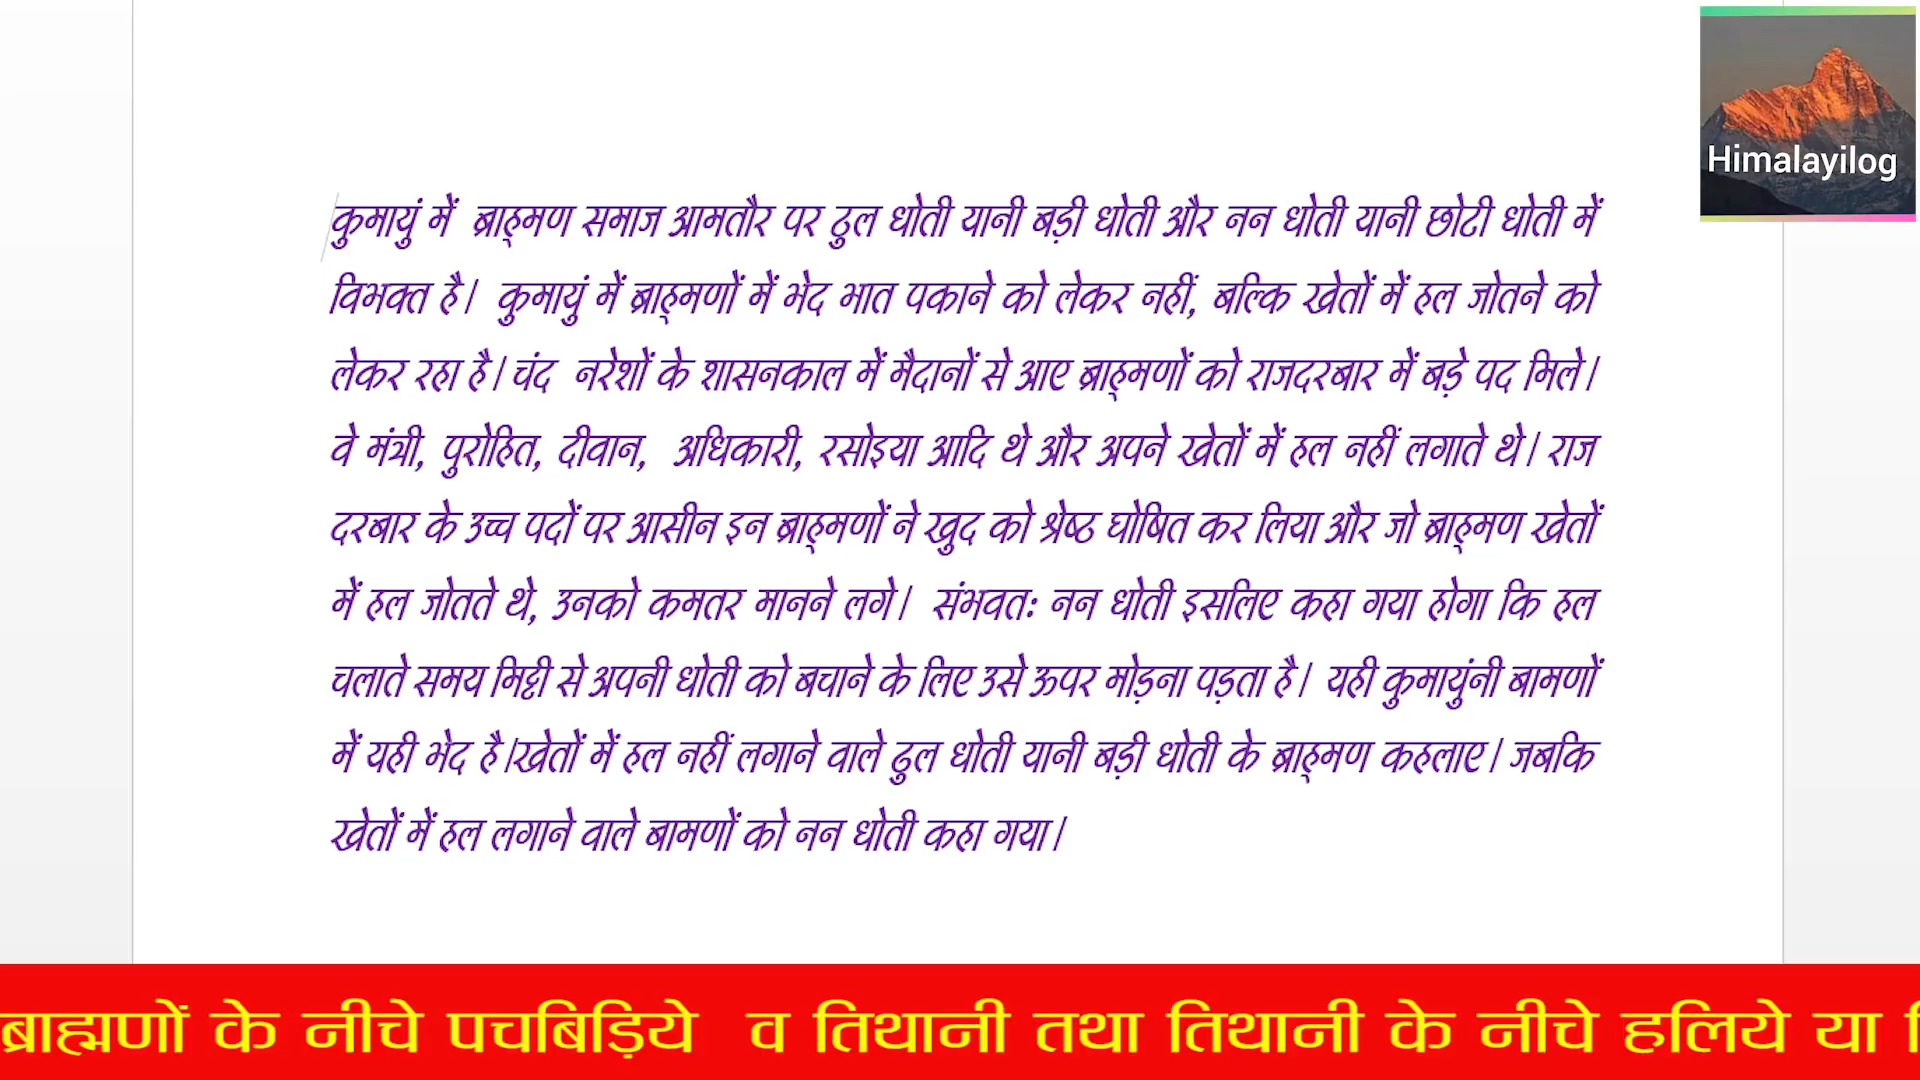 Himalayilog
कुमायुं में ब्राह्मण समाज आमतौर पर ठुल धोती यानी बड़ी धोती और नन धोती यानी छोटी धोती में
विभक्त है। कुमायुं में ब्राह्मणों में भेद भात पकाने को लेकर नहीं, बल्कि खेतों में हल जोतने को
लेकर रहा है। चंद नरेशों के शासनकाल में मैदानों से आए ब्राह्मणों को राजदरबार में बड़े पद मिले।
वे मंत्री, पुरोहित, दीवान, अधिकारी, रसोइया आदि थे और अपने खेतों में हल नहीं लगाते थे। राज
दरबार के उच्च पदों पर आसीन इन ब्राह्मणों ने खुद को श्रेष्ठ घोषित कर लिया और जो ब्राह्मण खेतों
में हल जोतते थे, उनको कमतर मानने लगे। संभवतः नन धोती इसलिए कहा गया होगा कि हल
चलाते समय मिट्टी से अपनी धोती को बचाने के लिए उसे ऊपर मोड़ना पड़ता है। यही कुमायुंनी बामणों
में यही भेद है।खेतों में हल नहीं लगाने वाले ढुल धोती यानी बड़ी धोती के ब्राह्मण कहलाए। जबकि
खेतों में हल लगाने वाले बामणों को नन धोती कहा गया।
ब्राह्मणों के नीचे पचबिड़िये व तिथानी तथा तिथानी के नीचे हलिये या